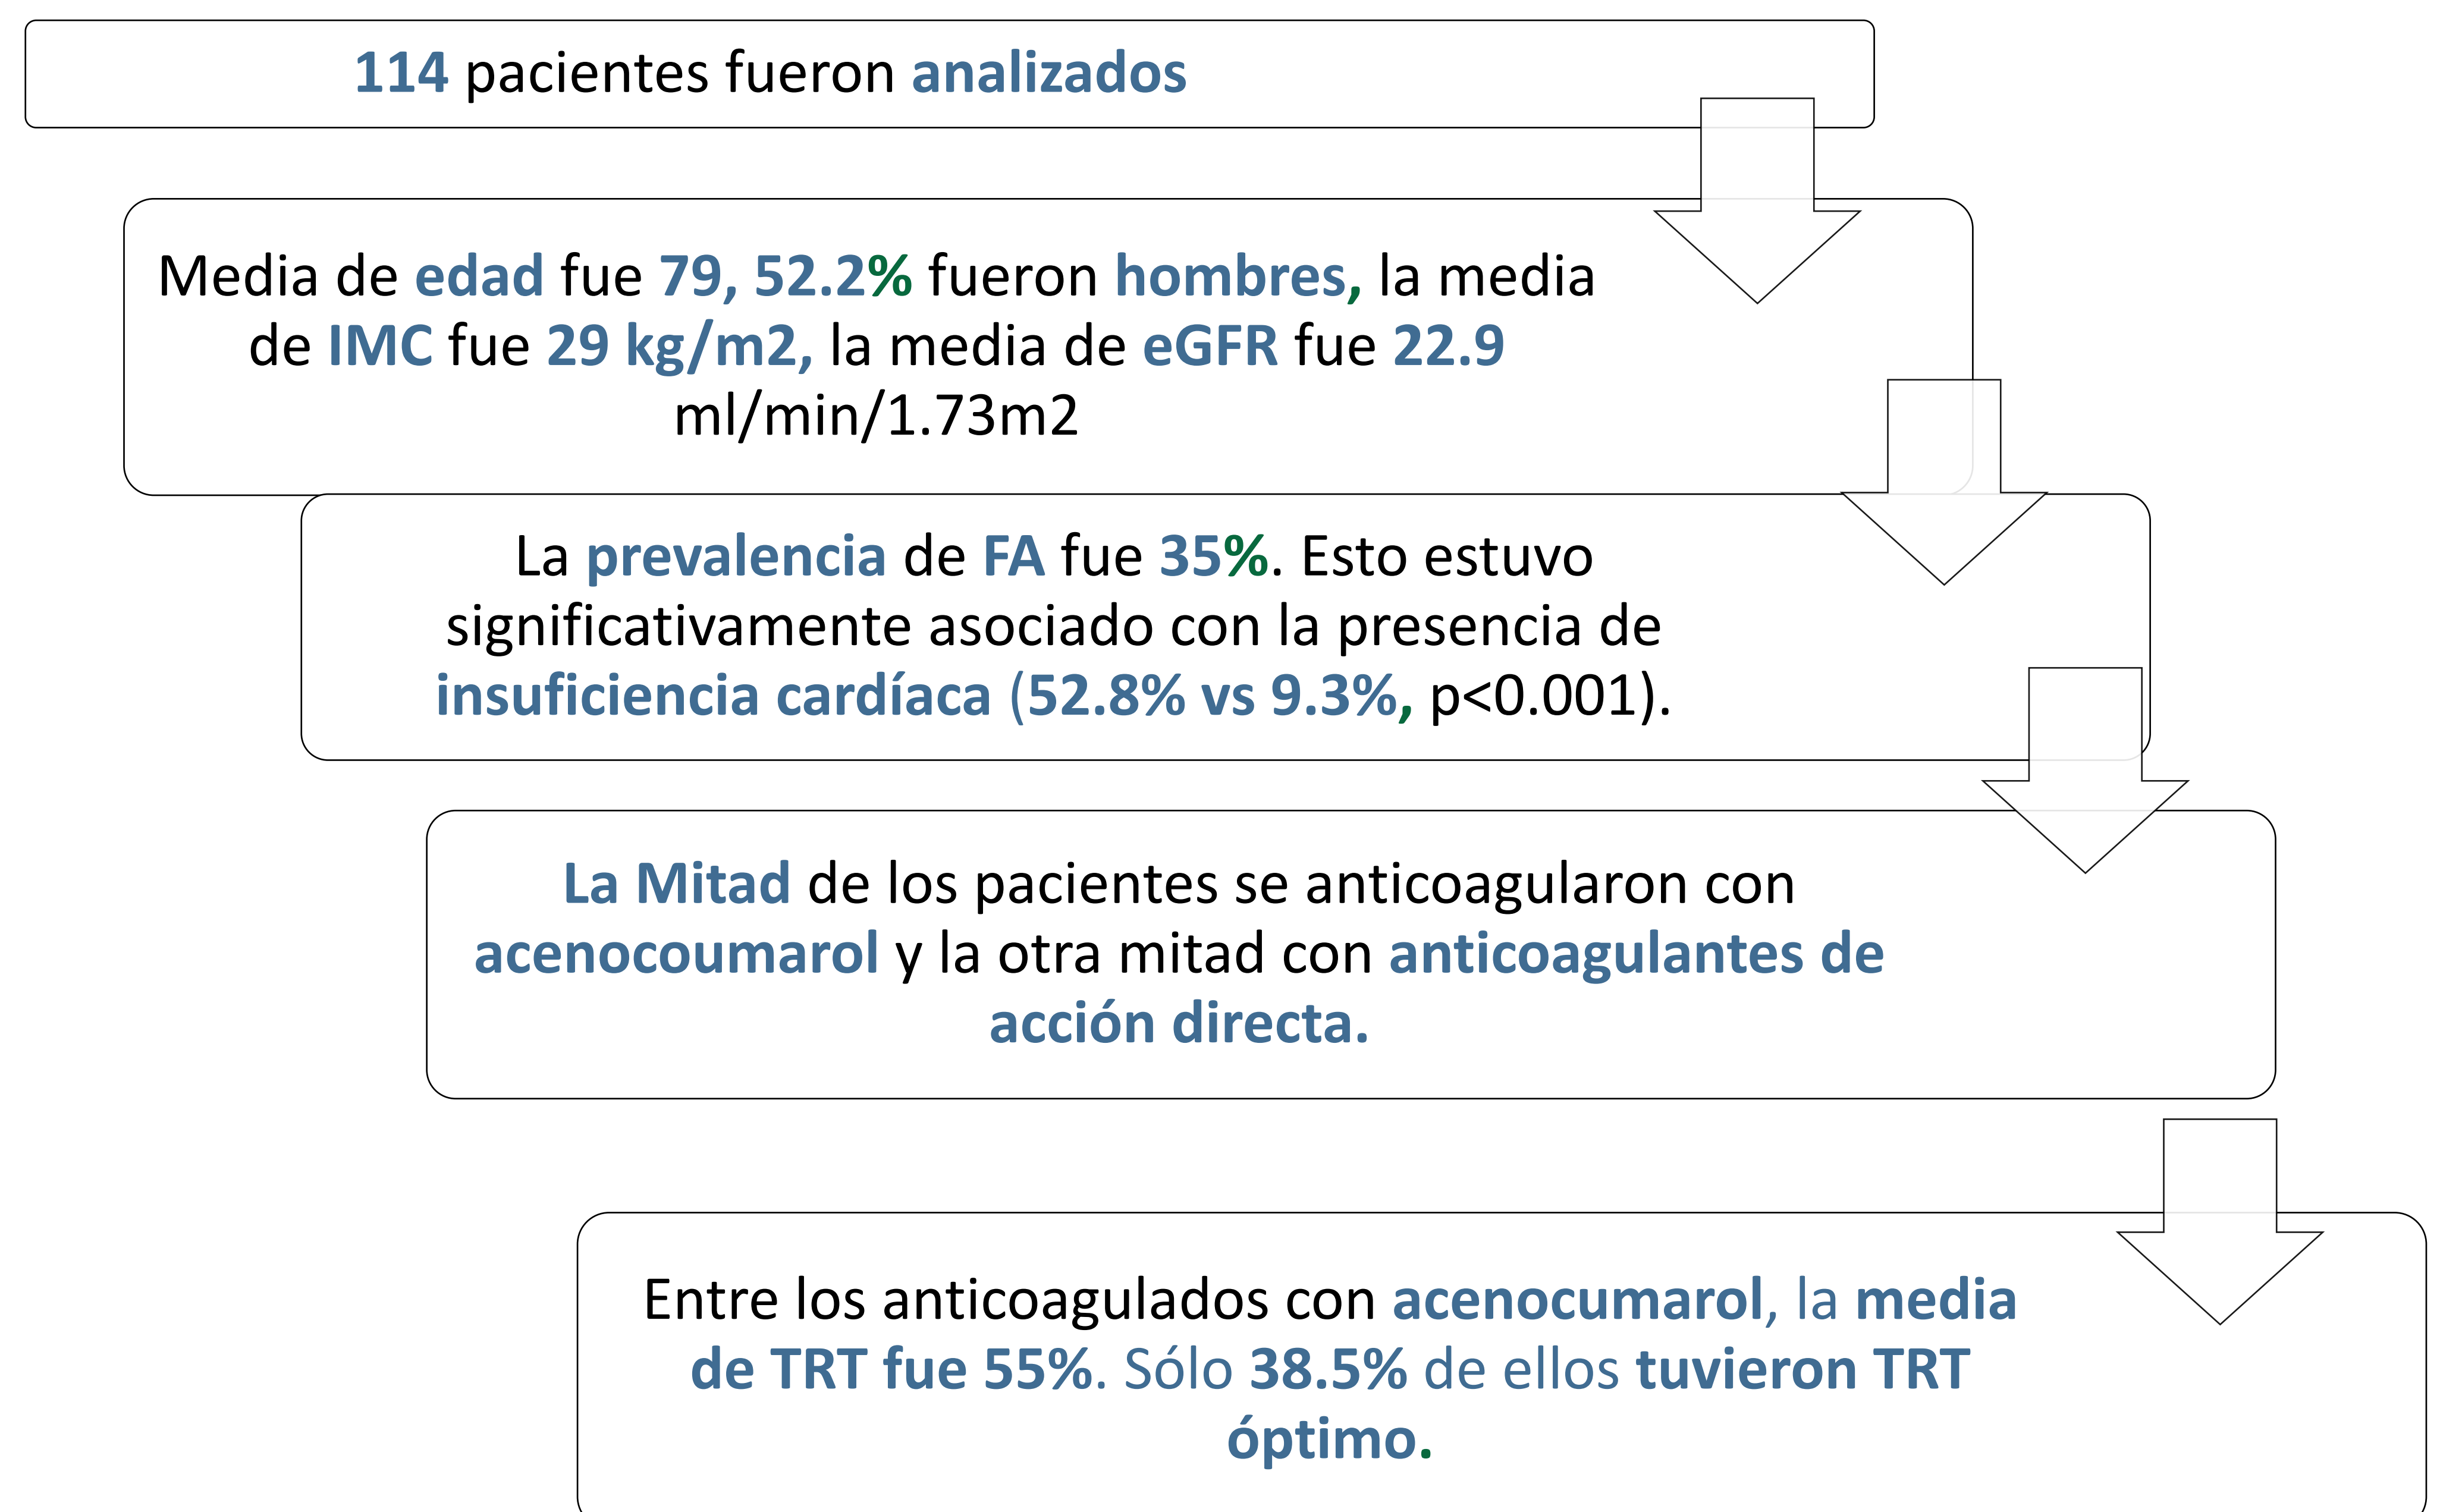 114 pacientes fueron analizados
Media de edad fue 79, 52.2% fueron hombres, la media
de IMC fue 29 kg/m2, la media de eGFR fue 22.9
ml/min/1.73m2
La prevalencia de FA fue 35%. Esto estuvo
significativamente asociado con la presencia de
insuficiencia cardíaca (52.8% vs 9.3%, p<0.001).
La Mitad de los pacientes se anticoagularon con
acenocoumarol y la otra mitad con anticoagulantes de
acción directa.
Entre los anticoagulados con acenocumarol, la media
de TRT fue 55%. Sólo 38.5% de ellos tuvieron TRT
óptimo.